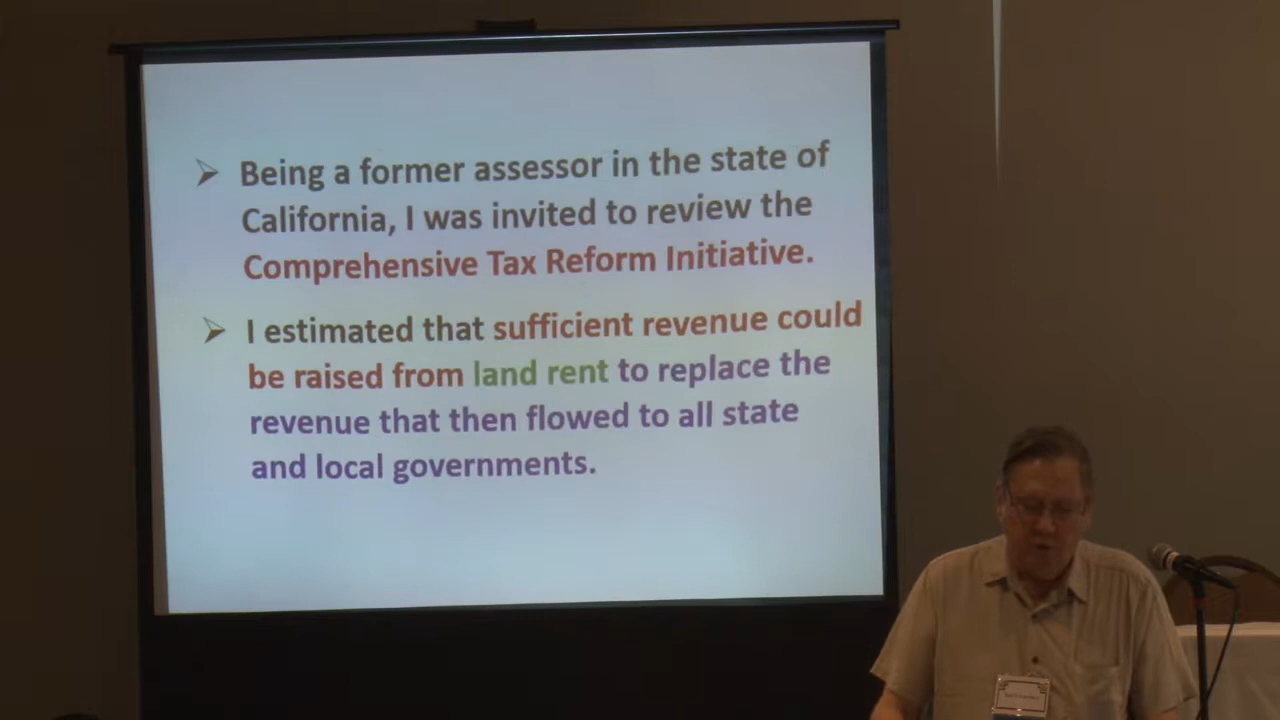 Being a former assessor in the state of
California, I was invited to review the
Comprehensive Tax Reform Initiative.
I estimated that sufficient revenue could
be raised from land rent to replace the
revenue that then flowed to all state
and local governments.